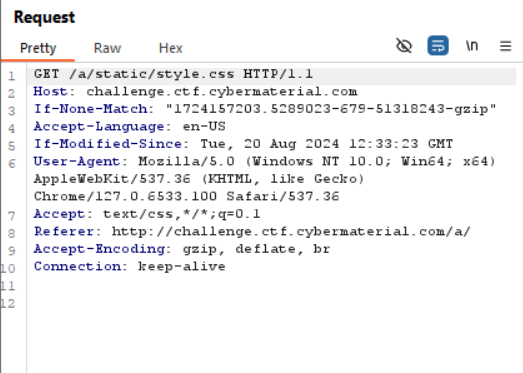 Request
Pretty Raw Hex \n
1 GET /a/static/style.css HTTP/1.1
2 Host: challenge.ctf.cybermaterial.com
3 If-None-Match: "1724157203.5289023-679-51318243-gzip"
4 Accept-Language: en-US
5 If-Modified-Since: Tue, 20 Aug 2024 12:33:23 GMT
6 User-Agent: Mozilla/5.0 (Windows NT 10.0; Win64; x64)
AppleWebKit/537.36 (KHTML, like Gecko)
Chrome/127.0.6533.100 Safari/537.36
7 Accept: text/css,*/*;q=0.1
8 Referer: http://challenge.ctf.cybermaterial.com/a/
9 Accept-Encoding: gzip, deflate, br
10 Connection: keep-alive
11
12